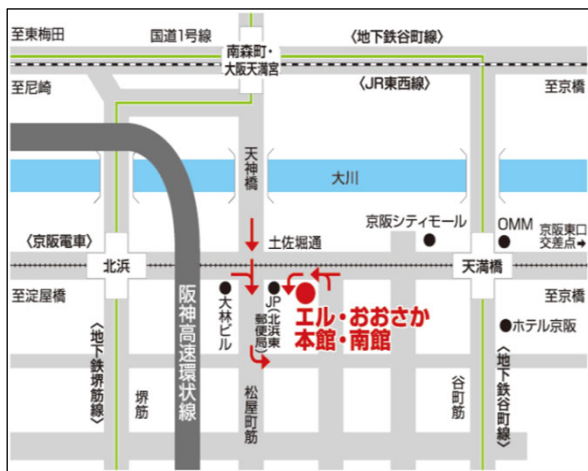 至東梅田
国道1号線
南森町・
大阪天満宮
〈地下鉄谷町線〉
至尼崎
〈JR東西線〉
至京橋
天神橋
大川
京阪シティモール
OMM
京阪東口
交差点➡
〈京阪電車〉
土佐堀通
北浜
天満橋
至淀屋橋
至京橋
阪神高速環状線
大林ビル
JP(北浜東
郵便局)
エル・おおさか
本館・南館
ホテル京阪
〈地下鉄堺筋線〉
堺筋
松屋町筋
谷町筋
〈地下鉄谷町線〉